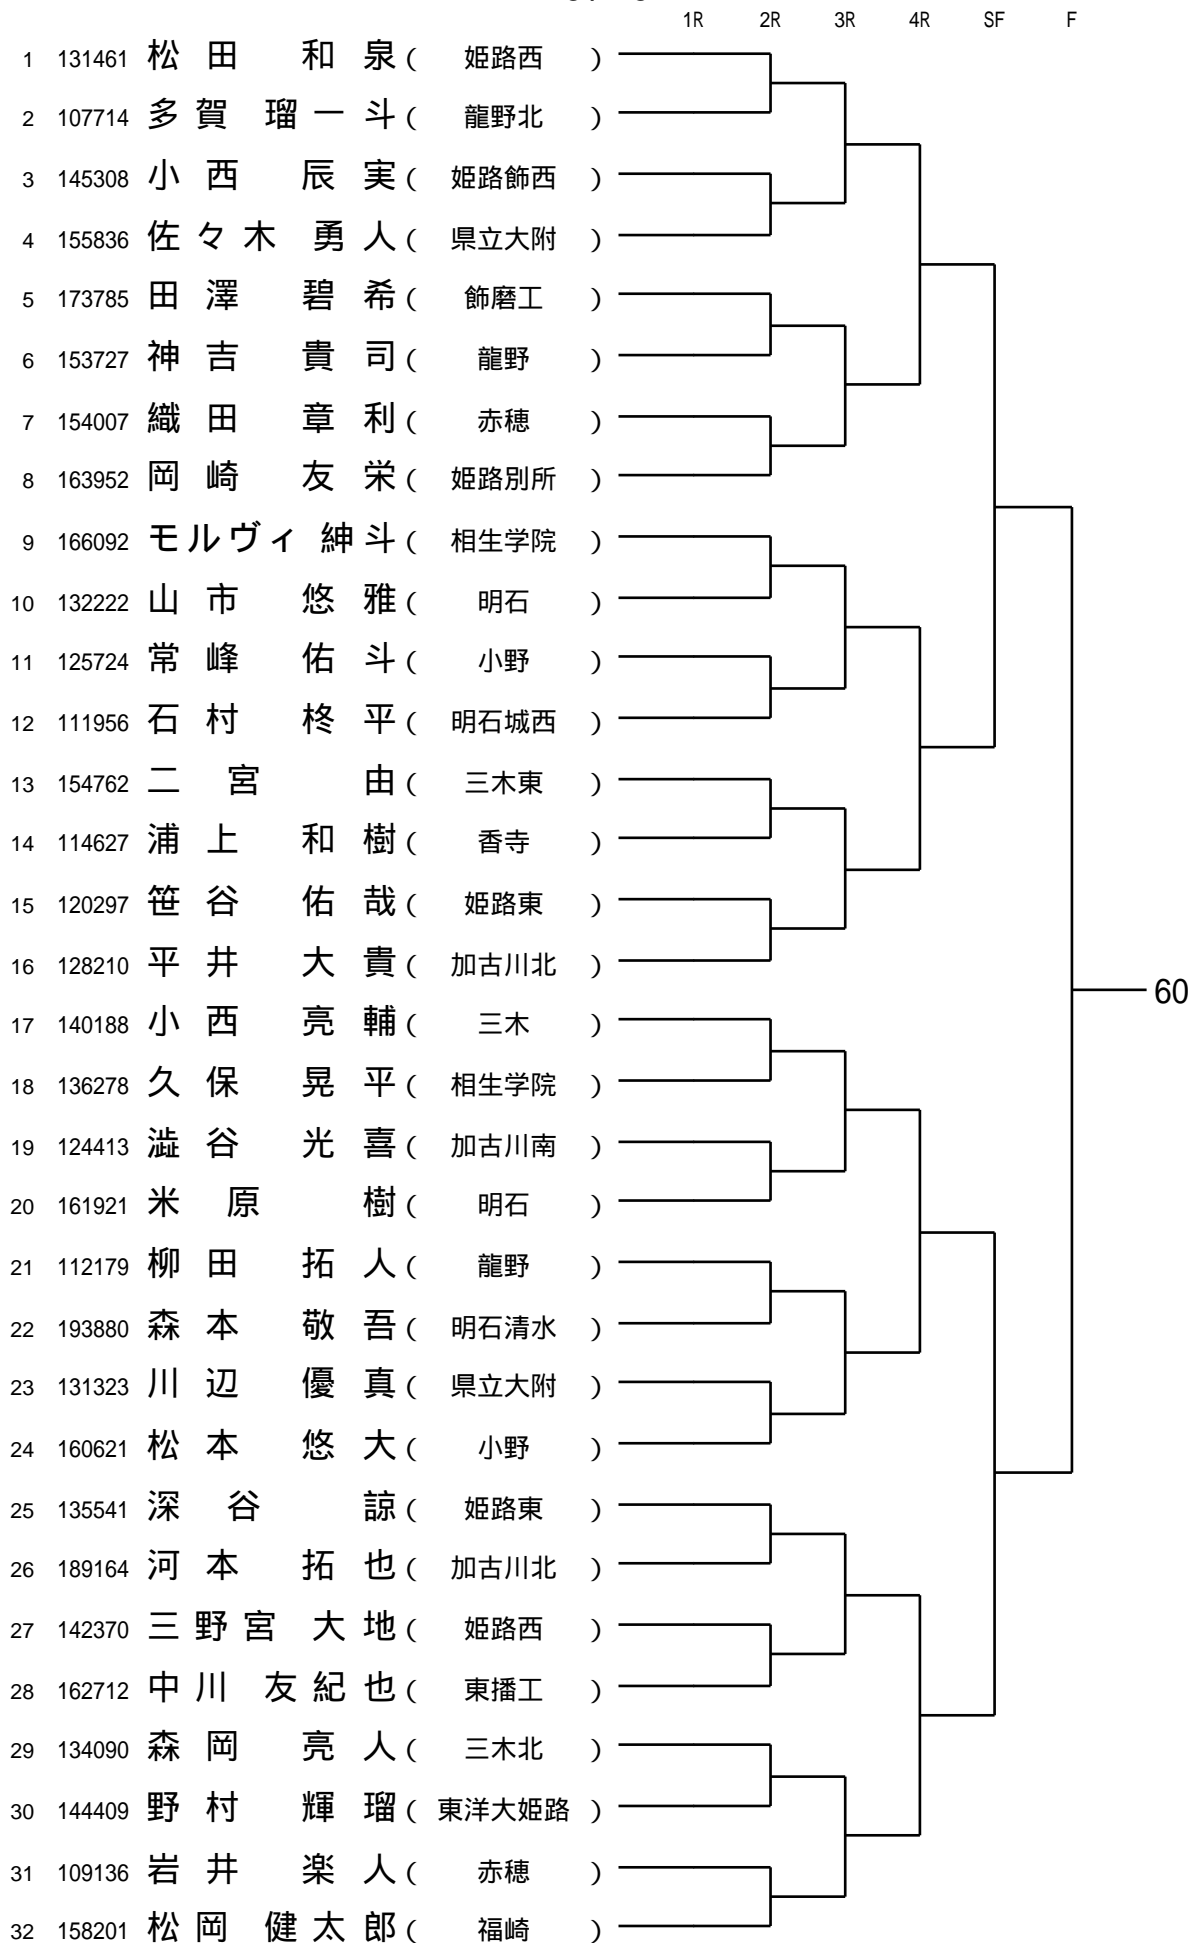 1R 2R 3R 4R SF F
1 131461 松田 和泉 ( 姫路西 )
2 107714 多賀 瑠一斗 ( 龍野北 )
3 145308 小西 辰実 ( 姫路飾西 )
4 155836 佐々木 勇人 ( 県立大附 )
5 173785 田澤 碧希 ( 飾磨工 )
6 153727 神吉 貴司 ( 龍野 )
7 154007 織田 章利 ( 赤穂 )
8 163952 岡崎 友栄 ( 姫路別所 )
9 166092 モルヴィ 紳斗 ( 相生学院 )
10 132222 山市 悠雅 ( 明石 )
11 125724 常峰 佑斗 ( 小野 )
12 111956 石村 柊平 ( 明石城西 )
13 154762 二宮 由 ( 三木東 )
14 114627 浦上 和樹 ( 香寺 )
15 120297 笹谷 佑哉 ( 姫路東 )
16 128210 平井 大貴 ( 加古川北 )
60
17 140188 小西 亮輔 ( 三木 )
18 136278 久保 晃平 ( 相生学院 )
19 124413 澁谷 光喜 ( 加古川南 )
20 161921 米原 樹 ( 明石 )
21 112179 柳田 拓人 ( 龍野 )
22 193880 森本 敬吾 ( 明石清水 )
23 131323 川辺 優真 ( 県立大附 )
24 160621 松本 悠大 ( 小野 )
25 135541 深谷 諒 ( 姫路東 )
26 189164 河本 拓也 ( 加古川北 )
27 142370 三野宮 大地 ( 姫路西 )
28 162712 中川 友紀也 ( 東播工 )
29 134090 森岡 亮人 ( 三木北 )
30 144409 野村 輝瑠 ( 東洋大姫路 )
31 109136 岩井 楽人 ( 赤穂 )
32 158201 松岡 健太郎 ( 福崎 )